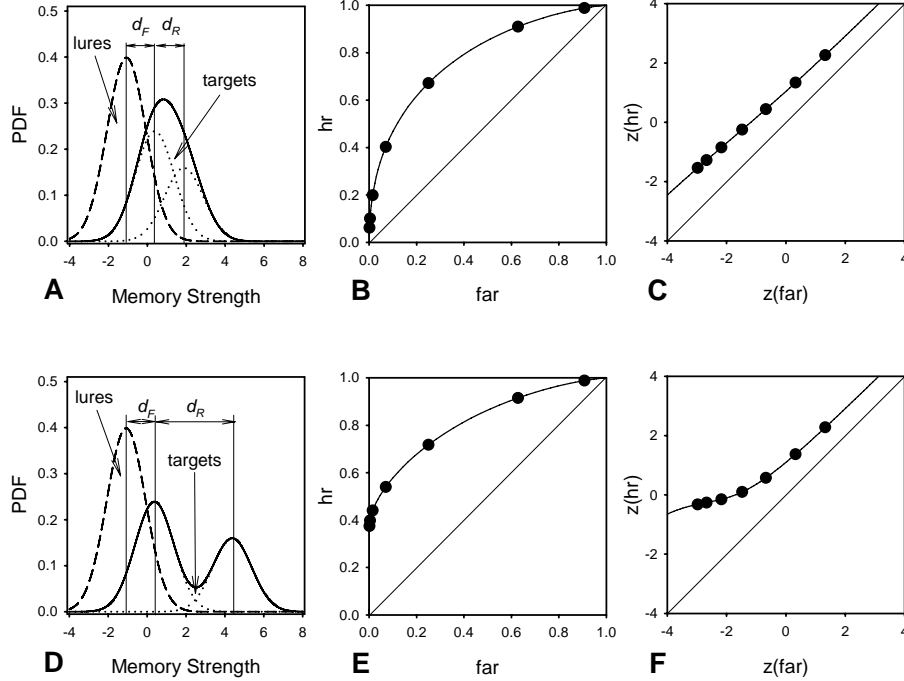 0.5
0.4
0.3
0.2
0.1
0.0
PDF
lures
d_F
d_R
targets
-4 -2 0 2 4 6 8
A
Memory Strength
1.0
0.8
0.6
0.4
0.2
0.0
hr
0.0 0.2 0.4 0.6 0.8 1.0
B
far
4
2
0
-2
-4
z(hr)
-4 -2 0 2 4
C
z(far)
0.5
0.4
0.3
0.2
0.1
0.0
PDF
lures
d_F
d_R
targets
-4 -2 0 2 4 6 8
D
Memory Strength
1.0
0.8
0.6
0.4
0.2
0.0
hr
0.0 0.2 0.4 0.6 0.8 1.0
E
far
4
2
0
-2
-4
z(hr)
-4 -2 0 2 4
F
z(far)